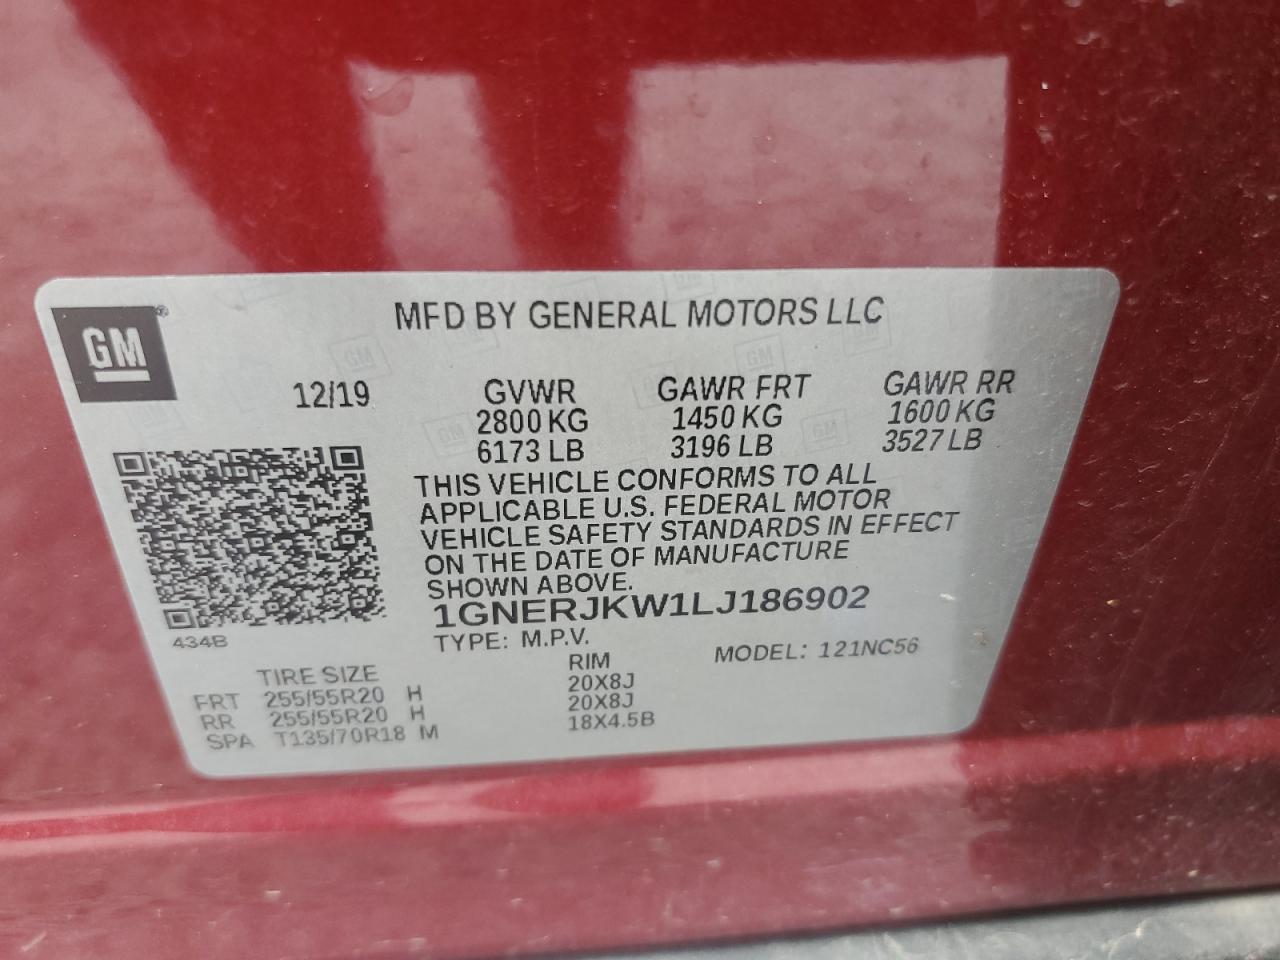 GM
MFD BY GENERAL MOTORS LLC
12/19 GVWR GAWR FRT GAWR RR
2800 KG 1450 KG 1600 KG
6173 LB 3196 LB 3527 LB
THIS VEHICLE CONFORMS TO ALL
APPLICABLE U.S. FEDERAL MOTOR
VEHICLE SAFETY STANDARDS IN EFFECT
ON THE DATE OF MANUFACTURE
SHOWN ABOVE.
1GNERJKW1LJ186902
434B
TYPE: M.P.V. MODEL: 121NC56
TIRE SIZE RIM
FRT 255/55R20 H 20X8J
RR 255/55R20 H 20X8J
SPA T135/70R18 M 18X4.5B